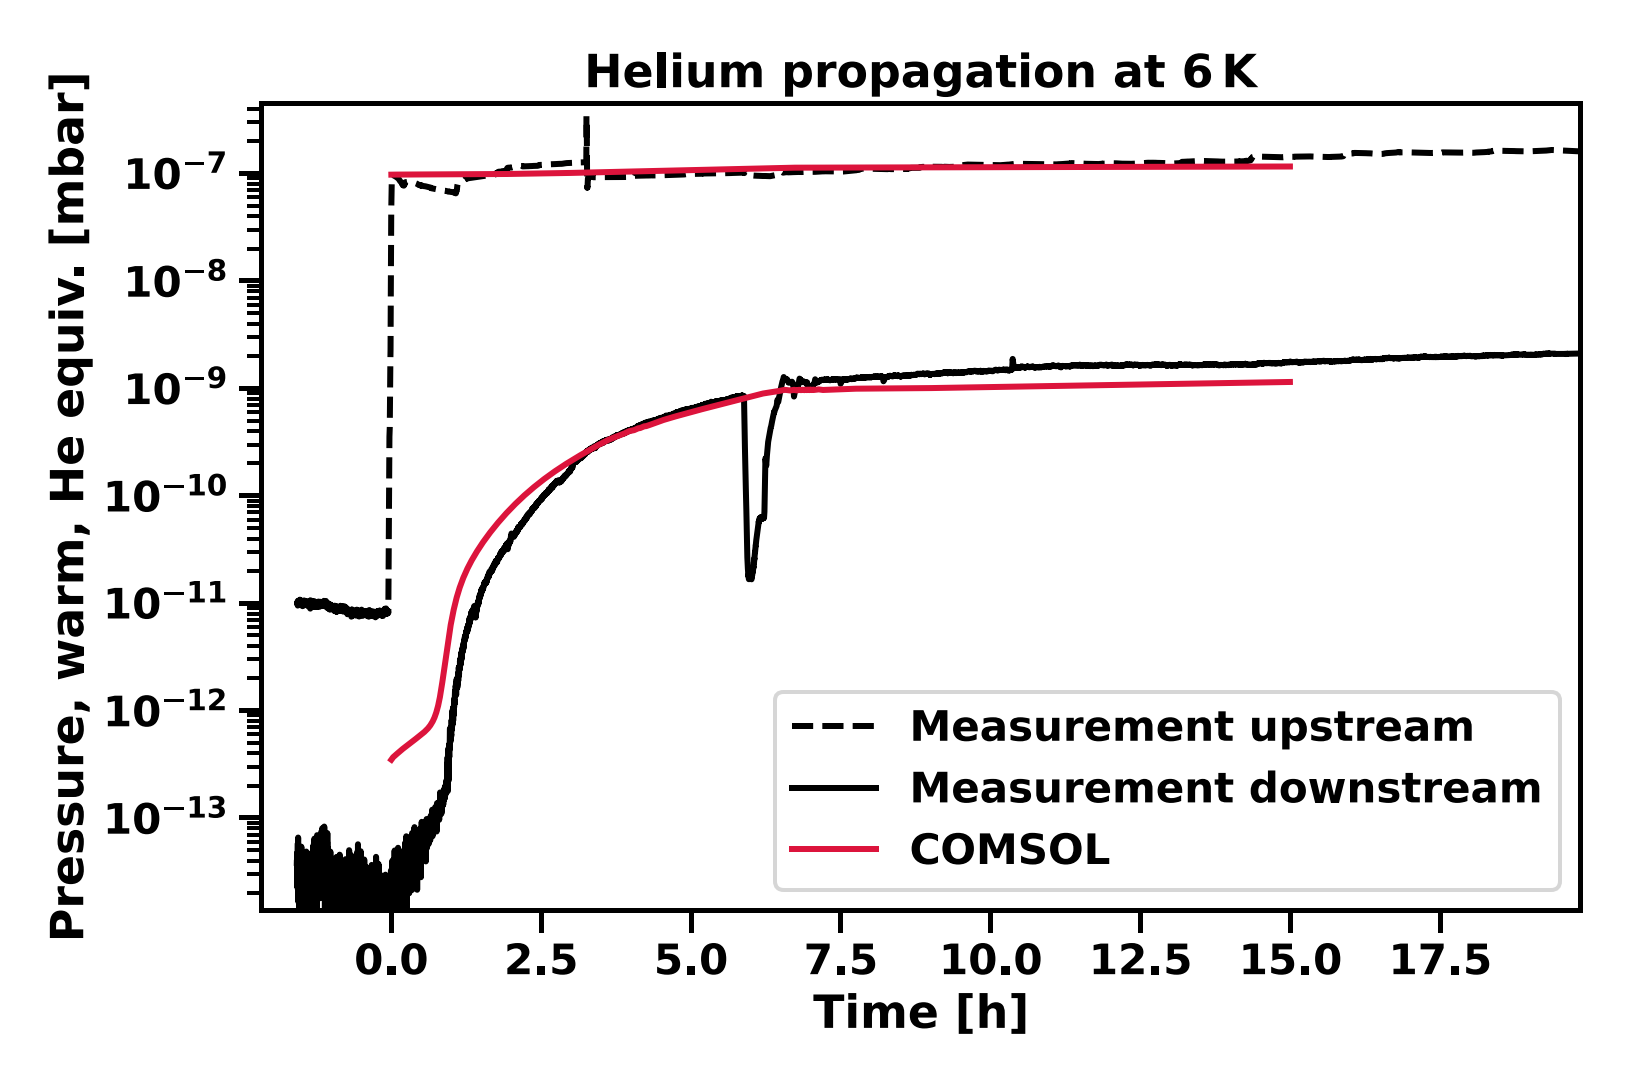 Helium propagation at 6 K
Pressure, warm, He equiv. [mbar]
10⁻⁷
10⁻⁸
10⁻⁹
10⁻¹⁰
10⁻¹¹
10⁻¹²
10⁻¹³
Measurement upstream
Measurement downstream
COMSOL
0.0 2.5 5.0 7.5 10.0 12.5 15.0 17.5
Time [h]